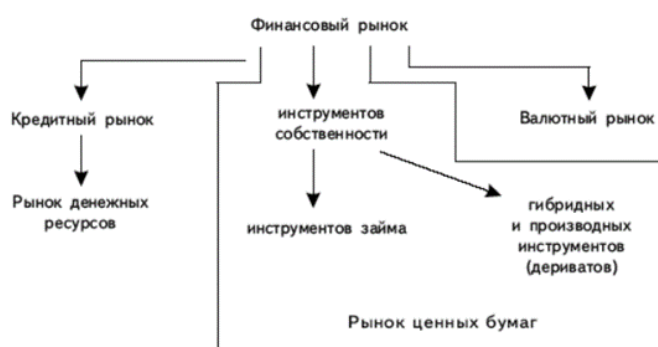 Финансовый рынок
Кредитный рынок
инструментов
собственности
Валютный рынок
Рынок денежных
ресурсов
инструментов займа
гибридных
и производных
инструментов
(дериватов)
Рынок ценных бумаг